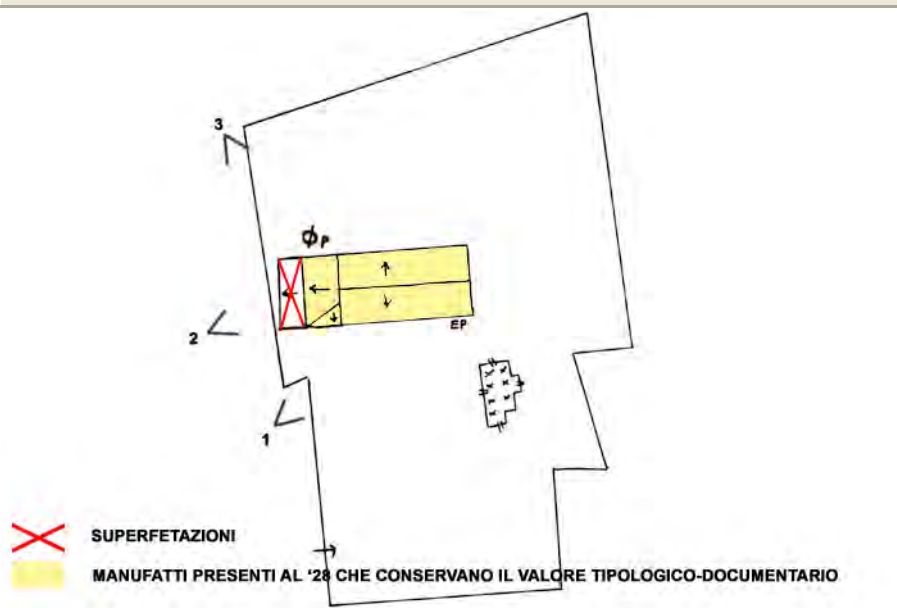 3
ϕP
2
EP
1
SUPERFETAZIONI
MANUFATTI PRESENTI AL '28 CHE CONSERVANO IL VALORE TIPOLOGICO-DOCUMENTARIO